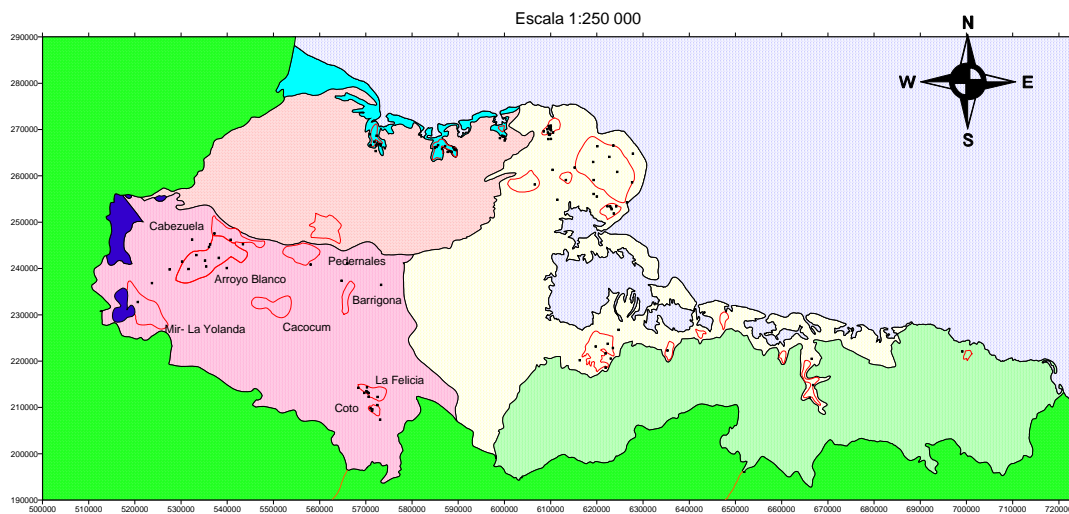 Escala 1:250 000
N
W E
S
290000
280000
270000
260000
250000
240000
230000
220000
210000
200000
190000
Cabezuela
Pedernales
Arroyo Blanco
Barrigona
Mir- La Yolanda
Cacocum
La Felicia
Coto
500000 510000 520000 530000 540000 550000 560000 570000 580000 590000 600000 610000 620000 630000 640000 650000 660000 670000 680000 690000 700000 710000 720000